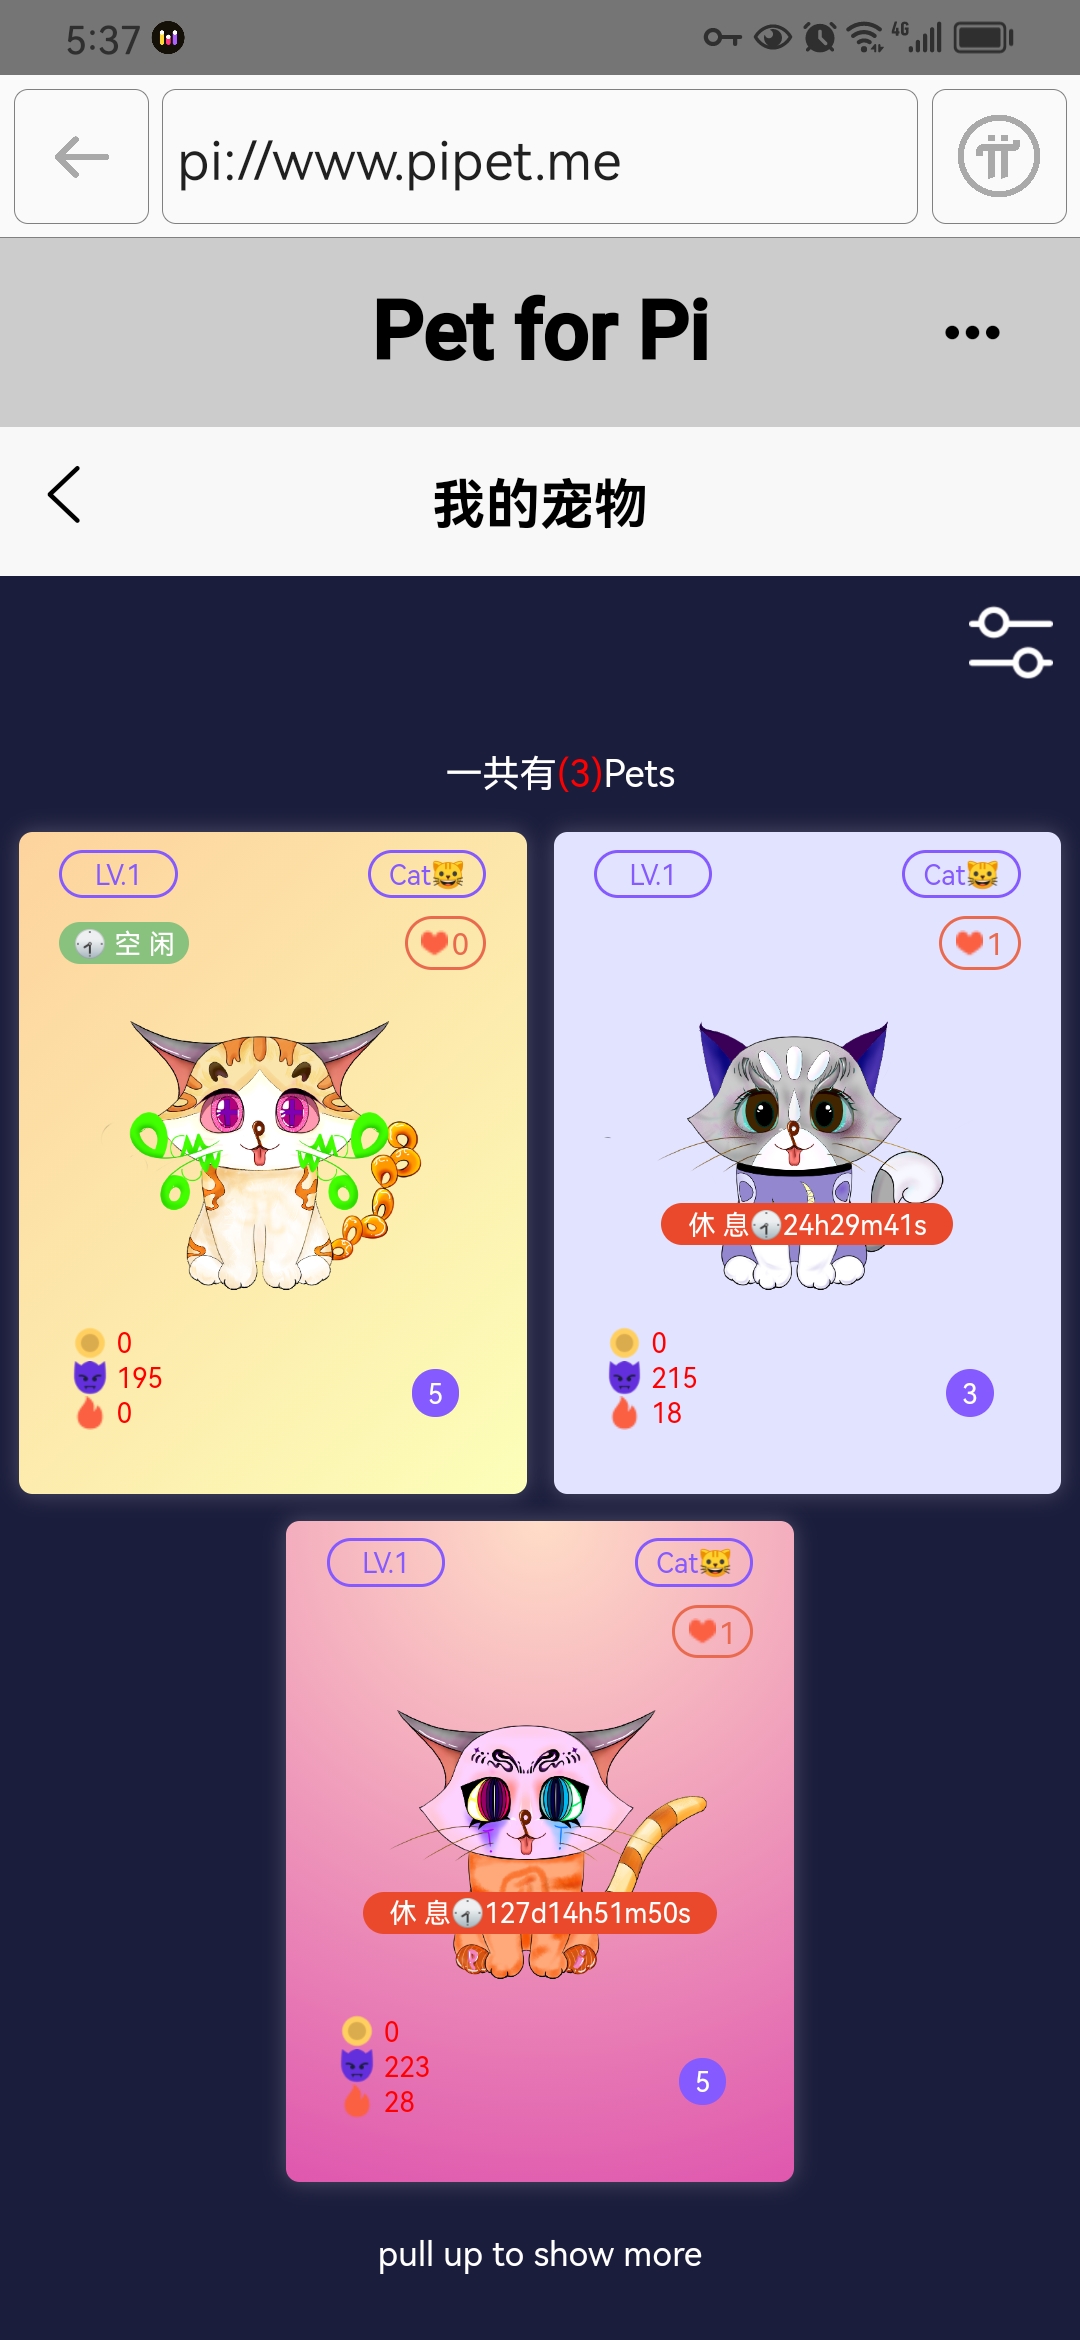 5:37
4G
pi://www.pipet.me
Pet for Pi
我的宠物
一共有(3)Pets
LV.1
Cat
空 闲
0
0
195
0
5
LV.1
Cat
1
休 息24h29m41s
0
215
18
3
LV.1
Cat
1
休 息127d14h51m50s
0
223
28
5
pull up to show more